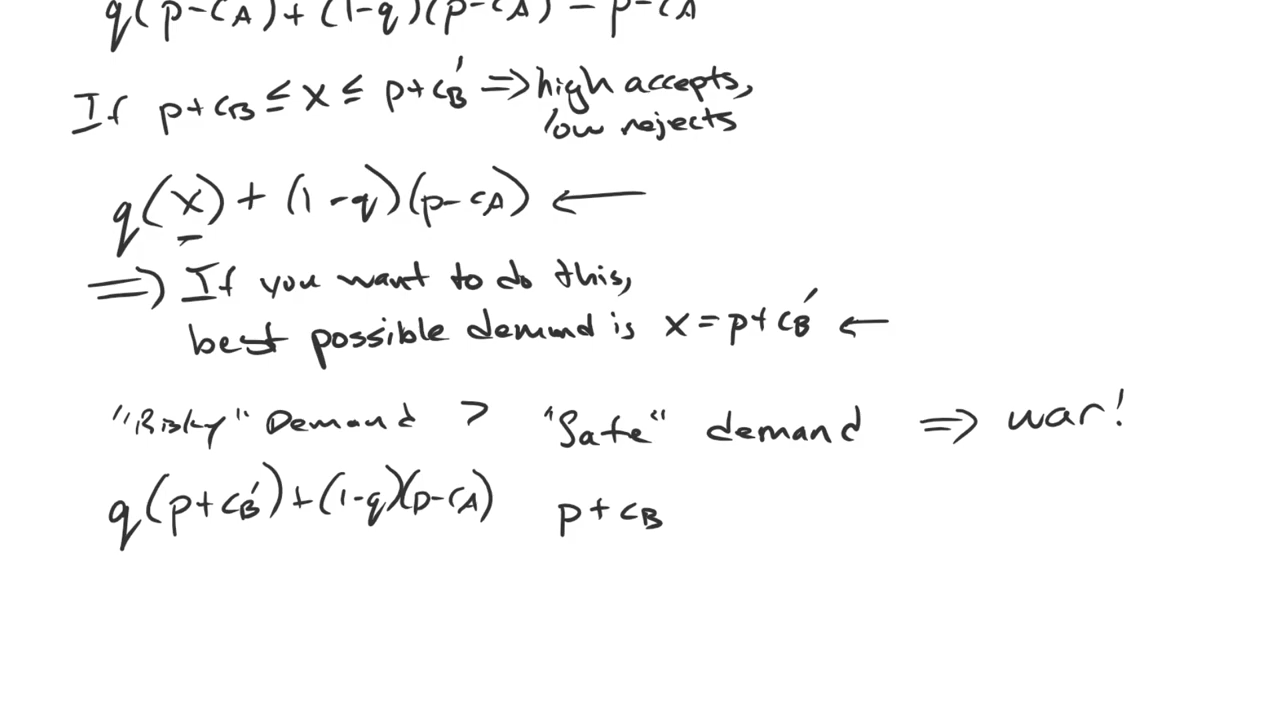 q(p-cA)+(1-q)(p-cA) = p-cA
If p+cB ≤ x ≤ p+cB' ⇒ high accepts,
low rejects
q(x)+(1-q)(p-cA) ←
⇒ If you want to do this,
best possible demand is x=p+cB' ←
"Risky" Demand > "Safe" demand ⇒ war!
q(p+cB')+(1-q)(p-cA) p+cB